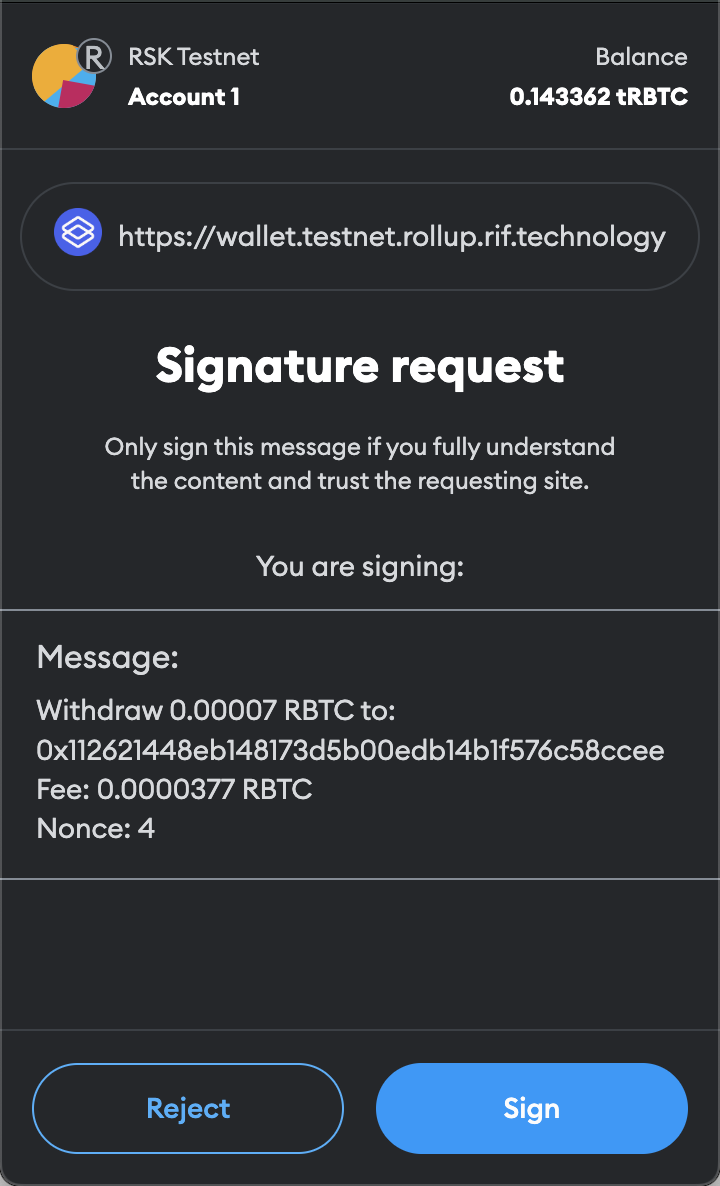 R
RSK Testnet
Balance
Account 1
0.143362 tRBTC
https://wallet.testnet.rollup.rif.technology
Signature request
Only sign this message if you fully understand
the content and trust the requesting site.
You are signing:
Message:
Withdraw 0.00007 RBTC to:
0x112621448eb148173d5b00edb14b1f576c58ccee
Fee: 0.0000377 RBTC
Nonce: 4
Reject
Sign